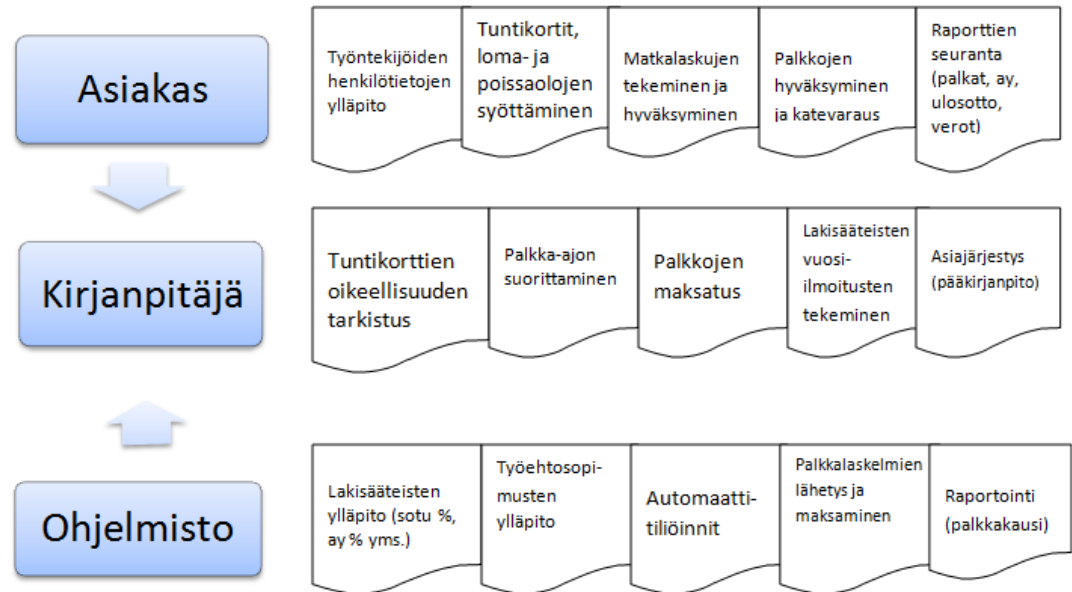 Asiakas
Työntekijöiden
henkilötietojen
ylläpito
Tuntikortit,
loma- ja
poissaolojen
syöttäminen
Matkalaskujen
tekeminen ja
hyväksyminen
Palkkojen
hyväksyminen
ja katevaraus
Raporttien
seuranta
(palkat, ay,
ulosotto,
verot)
Kirjanpitäjä
Tuntikorttien
oikeellisuuden
tarkistus
Palkka-ajon
suorittaminen
Palkkojen
maksatus
Lakisääteisten
vuosi-
ilmoitusten
tekeminen
Asiajärjestys
(pääkirjanpito)
Ohjelmisto
Lakisääteisten
ylläpito (sotu %,
ay % yms.)
Työehtosopi-
musten
ylläpito
Automaatti-
tiliöinnit
Palkkalaskelmien
lähetys ja
maksaminen
Raportointi
(palkkakausi)